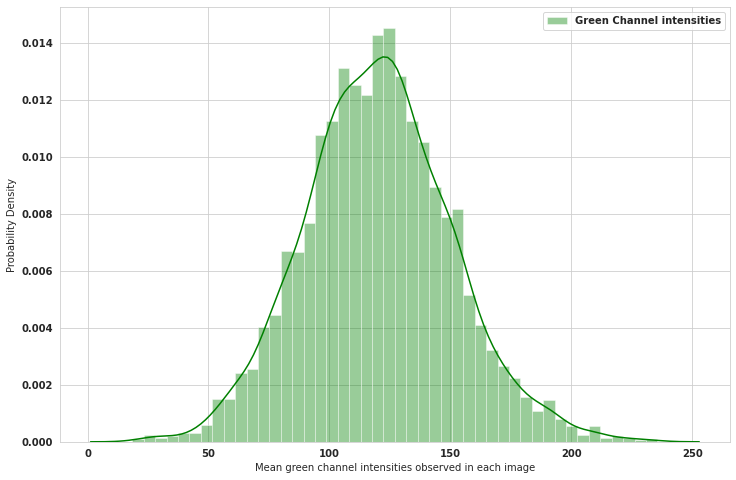 Green Channel intensities
0.014
0.012
0.010
0.008
0.006
0.004
0.002
0.000
Probability Density
0 50 100 150 200 250
Mean green channel intensities observed in each image